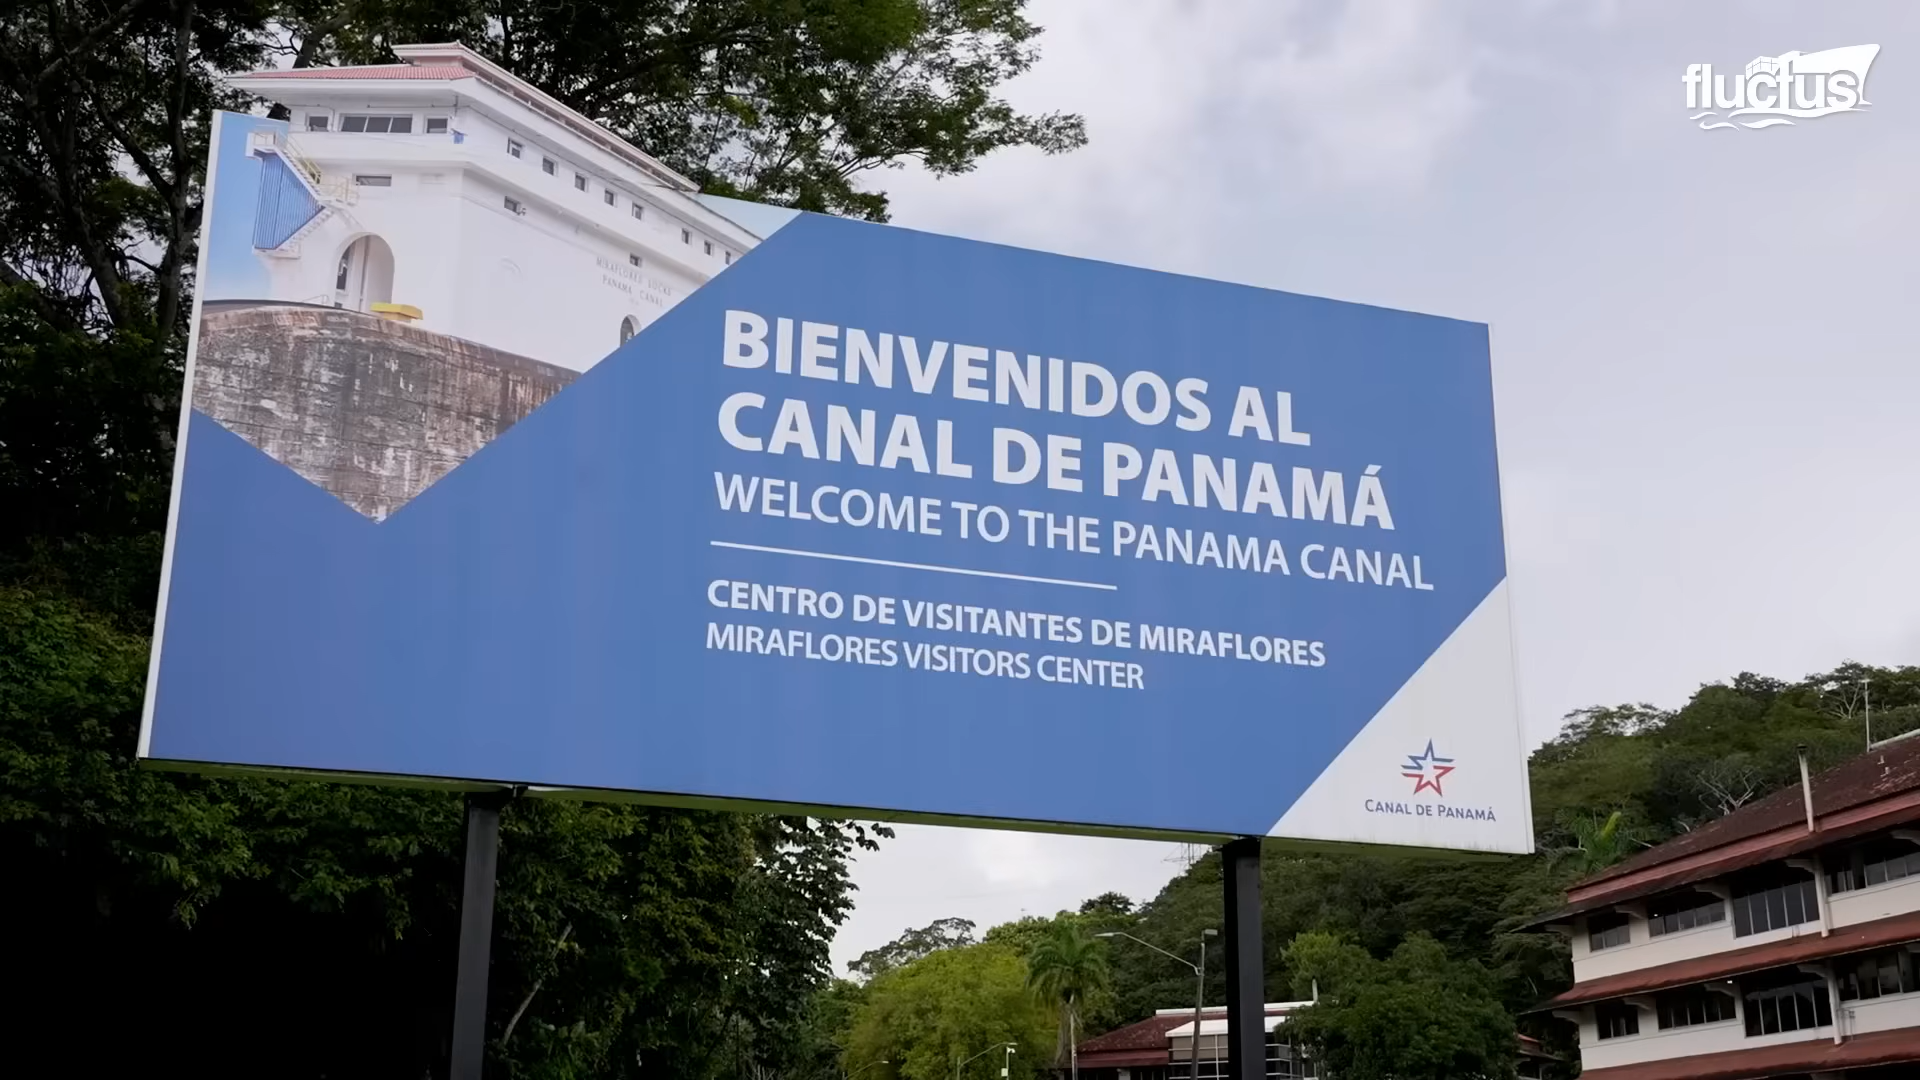 fluctus
MIRAFLORES LOCKS
PANAMA CANAL
BIENVENIDOS AL
CANAL DE PANAMÁ
WELCOME TO THE PANAMA CANAL
CENTRO DE VISITANTES DE MIRAFLORES
MIRAFLORES VISITORS CENTER
CANAL DE PANAMÁ